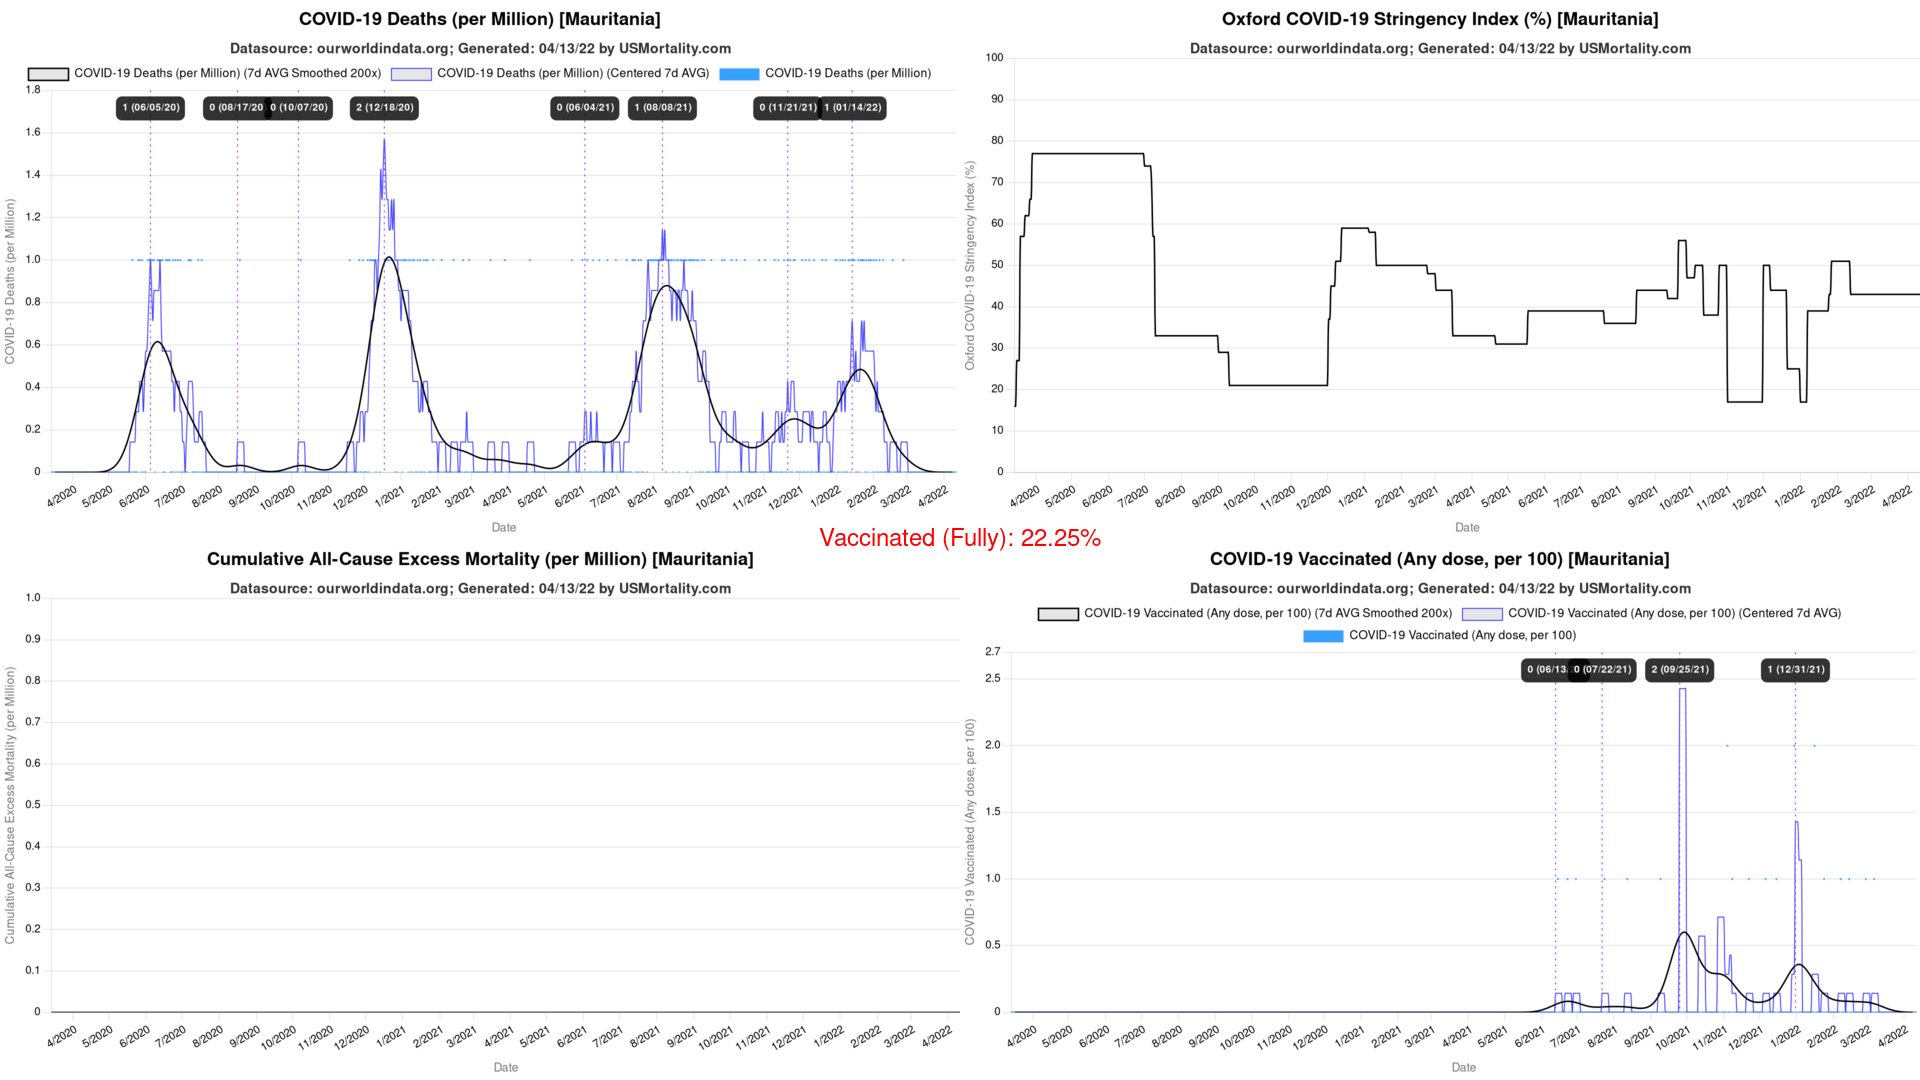 COVID-19 Deaths (per Million) [Mauritania]
Datasource: ourworldindata.org; Generated: 04/13/22 by USMortality.com
COVID-19 Deaths (per Million) (7d AVG Smoothed 200x) COVID-19 Deaths (per Million) (Centered 7d AVG) COVID-19 Deaths (per Million)
1 (06/05/20) 0 (08/17/20 0 (10/07/20) 2 (12/18/20) 0 (06/04/21) 1 (08/08/21) 0 (11/21/21) 1 (01/14/22)
COVID-19 Deaths (per Million)
1.8
1.6
1.4
1.2
1.0
0.8
0.6
0.4
0.2
0
4/2020 5/2020 6/2020 7/2020 8/2020 9/2020 10/2020 11/2020 12/2020 1/2021 2/2021 3/2021 4/2021 5/2021 6/2021 7/2021 8/2021 9/2021 10/2021 11/2021 12/2021 1/2022 2/2022 3/2022 4/2022
Date
Oxford COVID-19 Stringency Index (%) [Mauritania]
Datasource: ourworldindata.org; Generated: 04/13/22 by USMortality.com
Oxford COVID-19 Stringency Index (%)
100
90
80
70
60
50
40
30
20
10
0
4/2020 5/2020 6/2020 7/2020 8/2020 9/2020 10/2020 11/2020 12/2020 1/2021 2/2021 3/2021 4/2021 5/2021 6/2021 7/2021 8/2021 9/2021 10/2021 11/2021 12/2021 1/2022 2/2022 3/2022 4/2022
Date
Vaccinated (Fully): 22.25%
Cumulative All-Cause Excess Mortality (per Million) [Mauritania]
Datasource: ourworldindata.org; Generated: 04/13/22 by USMortality.com
Cumulative All-Cause Excess Mortality (per Million)
1.0
0.9
0.8
0.7
0.6
0.5
0.4
0.3
0.2
0.1
0
4/2020 5/2020 6/2020 7/2020 8/2020 9/2020 10/2020 11/2020 12/2020 1/2021 2/2021 3/2021 4/2021 5/2021 6/2021 7/2021 8/2021 9/2021 10/2021 11/2021 12/2021 1/2022 2/2022 3/2022 4/2022
Date
COVID-19 Vaccinated (Any dose, per 100) [Mauritania]
Datasource: ourworldindata.org; Generated: 04/13/22 by USMortality.com
COVID-19 Vaccinated (Any dose, per 100) (7d AVG Smoothed 200x) COVID-19 Vaccinated (Any dose, per 100) (Centered 7d AVG)
COVID-19 Vaccinated (Any dose, per 100)
0 (06/13 0 (07/22/21) 2 (09/25/21) 1 (12/31/21)
COVID-19 Vaccinated (Any dose, per 100)
2.7
2.5
2.0
1.5
1.0
0.5
0
4/2020 5/2020 6/2020 7/2020 8/2020 9/2020 10/2020 11/2020 12/2020 1/2021 2/2021 3/2021 4/2021 5/2021 6/2021 7/2021 8/2021 9/2021 10/2021 11/2021 12/2021 1/2022 2/2022 3/2022 4/2022
Date